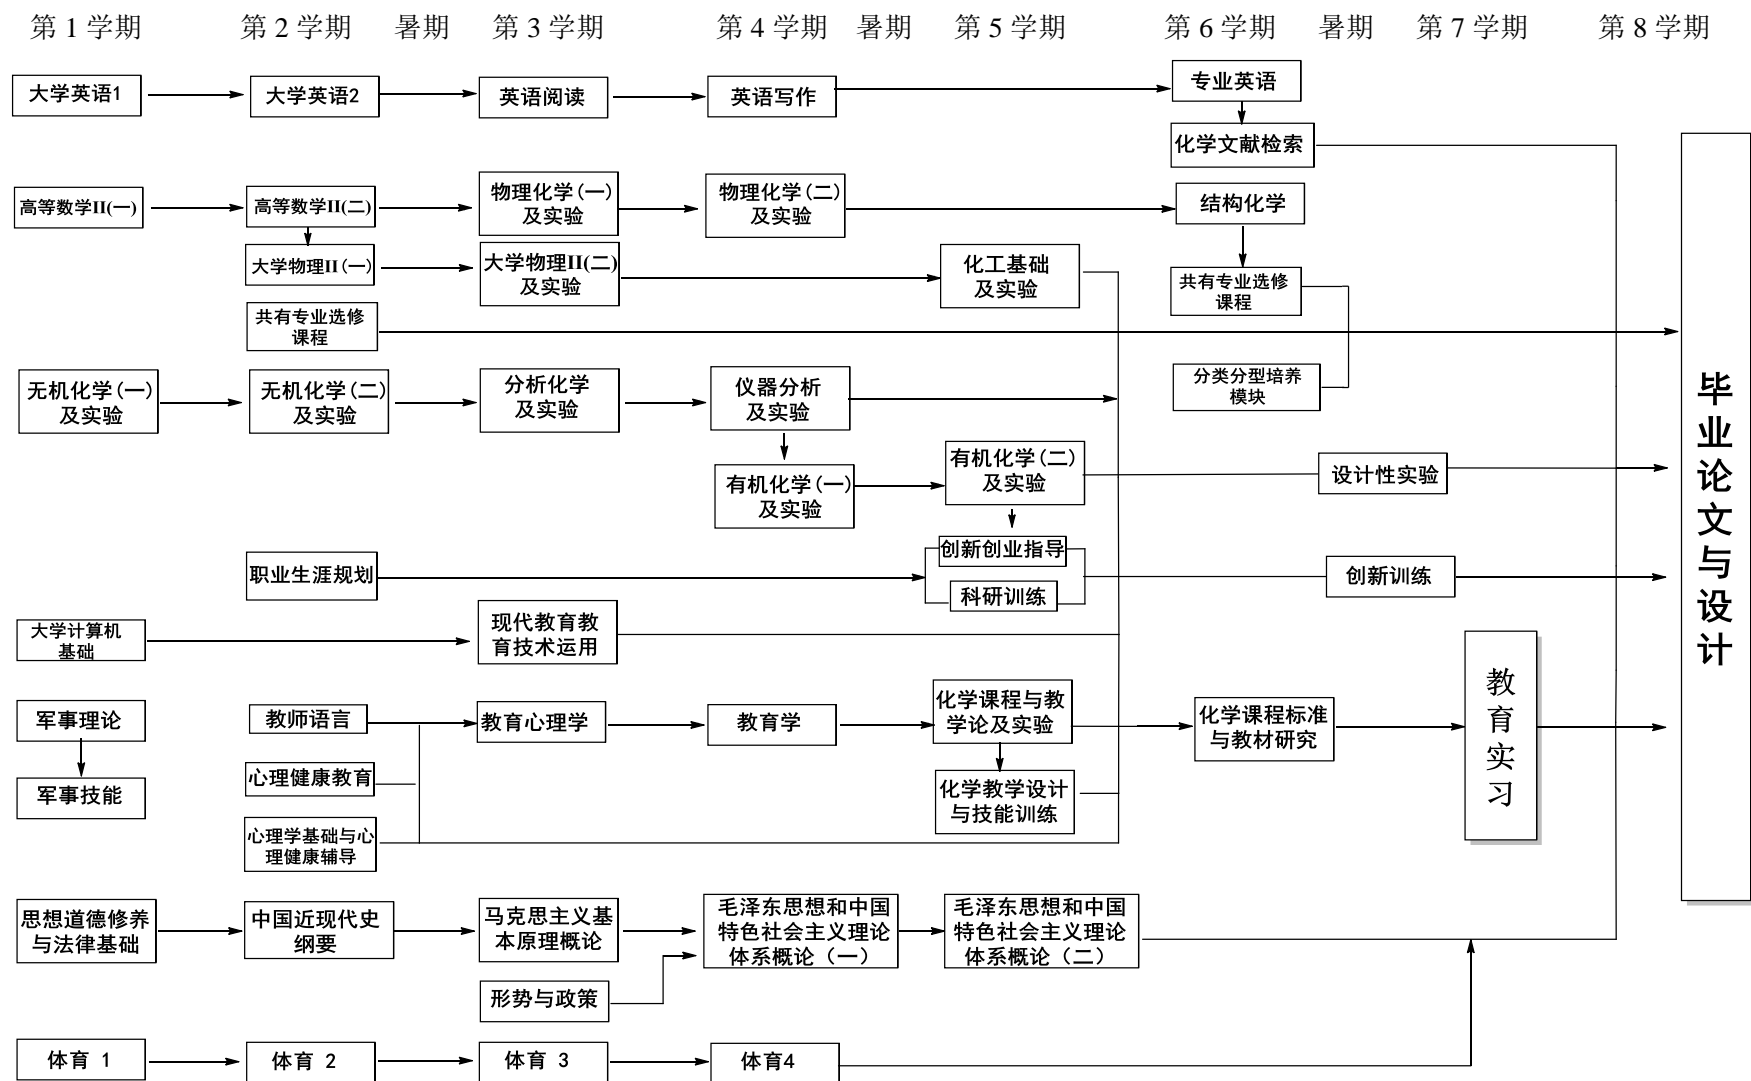 第 1 学期 第 2 学期 暑期 第 3 学期 第 4 学期 暑期 第 5 学期 第 6 学期 暑期 第 7 学期 第 8 学期
大学英语1
大学英语2
英语阅读
英语写作
专业英语
化学文献检索
高等数学II(一)
高等数学II(二)
物理化学(一)
及实验
物理化学(二)
及实验
结构化学
大学物理II(一)
大学物理II(二)
及实验
化工基础
及实验
共有专业选修
课程
共有专业选修
课程
分类分型培养
模块
无机化学(一)
及实验
无机化学(二)
及实验
分析化学
及实验
仪器分析
及实验
有机化学(一)
及实验
有机化学(二)
及实验
设计性实验
职业生涯规划
创新创业指导
科研训练
创新训练
大学计算机
基础
现代教育教
育技术运用
军事理论
军事技能
教师语言
心理健康教育
心理学基础与心
理健康辅导
教育心理学
教育学
化学课程与教
学论及实验
化学教学设计
与技能训练
化学课程标准
与教材研究
教育实习
毕业论文与设计
思想道德修养
与法律基础
中国近现代史
纲要
马克思主义基
本原理概论
形势与政策
毛泽东思想和中国
特色社会主义理论
体系概论（一）
毛泽东思想和中国
特色社会主义理论
体系概论（二）
体育 1
体育 2
体育 3
体育4